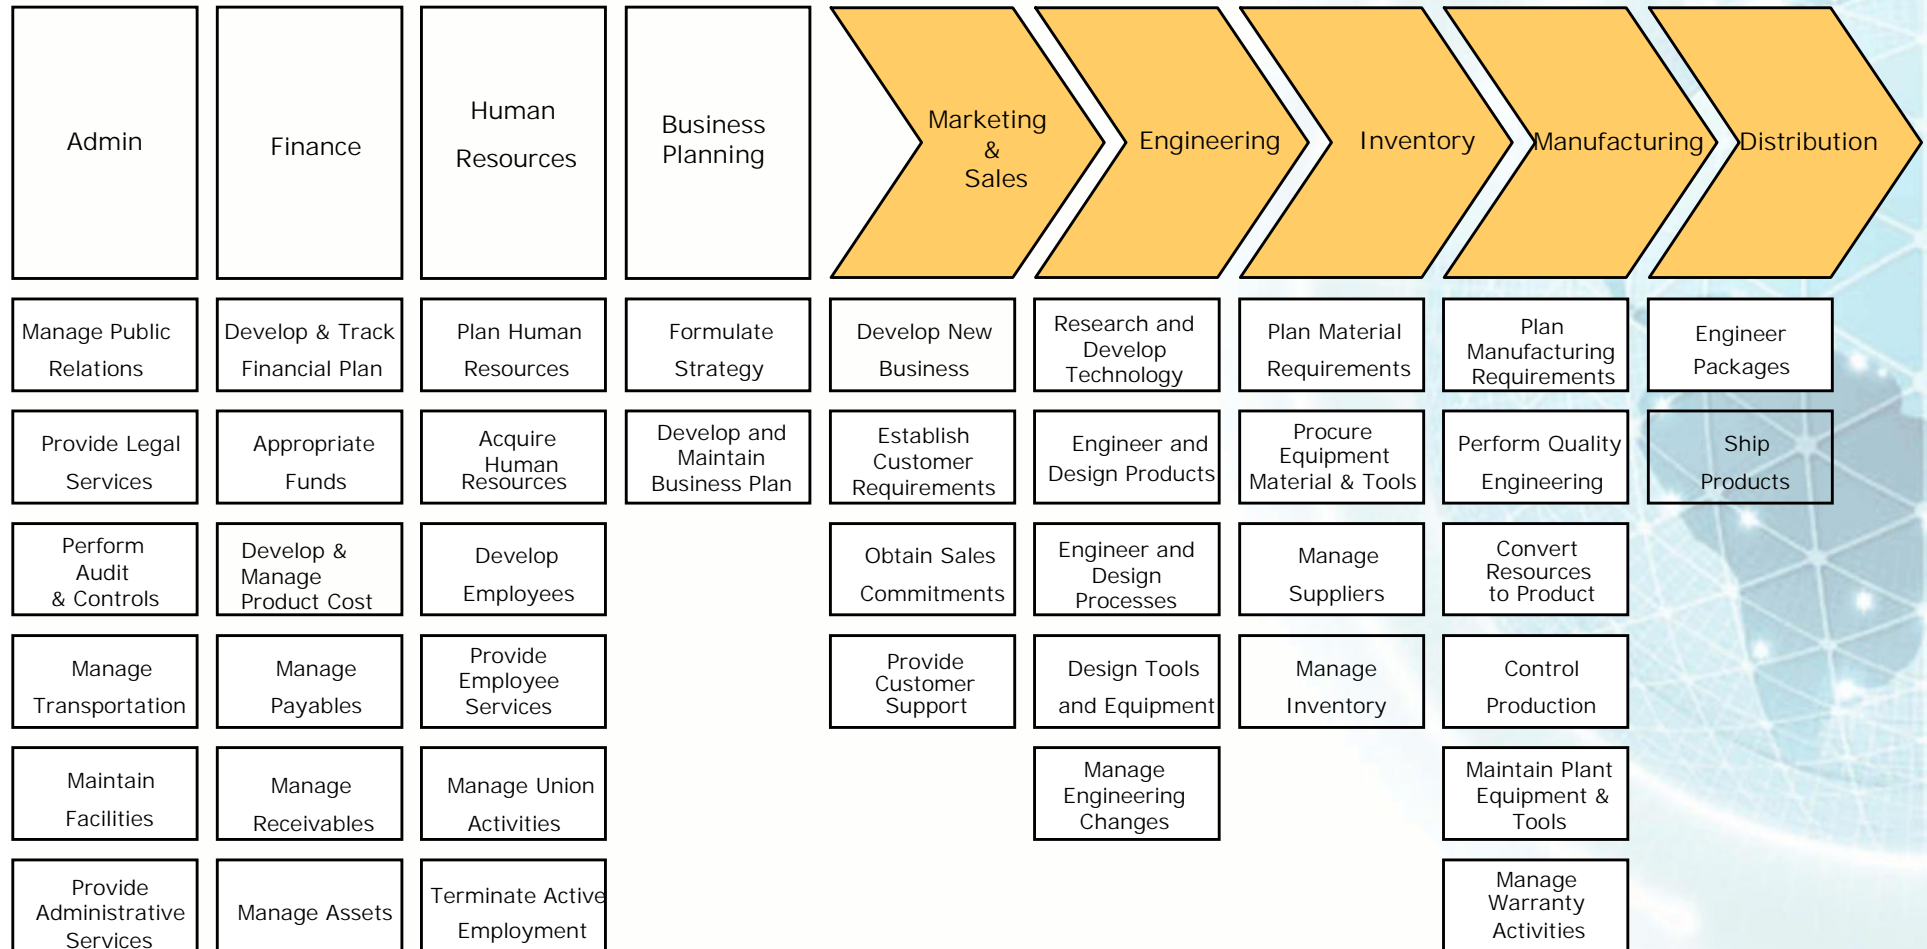 Admin
Finance
Human
Resources
Business
Planning
Marketing
&
Sales
Engineering
Inventory
Manufacturing
Distribution
Manage Public
Relations
Develop & Track
Financial Plan
Plan Human
Resources
Formulate
Strategy
Develop New
Business
Research and
Develop
Technology
Plan Material
Requirements
Plan
Manufacturing
Requirements
Engineer
Packages
Provide Legal
Services
Appropriate
Funds
Acquire
Human
Resources
Develop and
Maintain
Business Plan
Establish
Customer
Requirements
Engineer and
Design Products
Procure
Equipment
Material & Tools
Perform Quality
Engineering
Ship
Products
Perform
Audit
& Controls
Develop &
Manage
Product Cost
Develop
Employees
Obtain Sales
Commitments
Engineer and
Design
Processes
Manage
Suppliers
Convert
Resources
to Product
Manage
Transportation
Manage
Payables
Provide
Employee
Services
Provide
Customer
Support
Design Tools
and Equipment
Manage
Inventory
Control
Production
Maintain
Facilities
Manage
Receivables
Manage Union
Activities
Manage
Engineering
Changes
Maintain Plant
Equipment &
Tools
Provide
Administrative
Services
Manage Assets
Terminate Active
Employment
Manage
Warranty
Activities